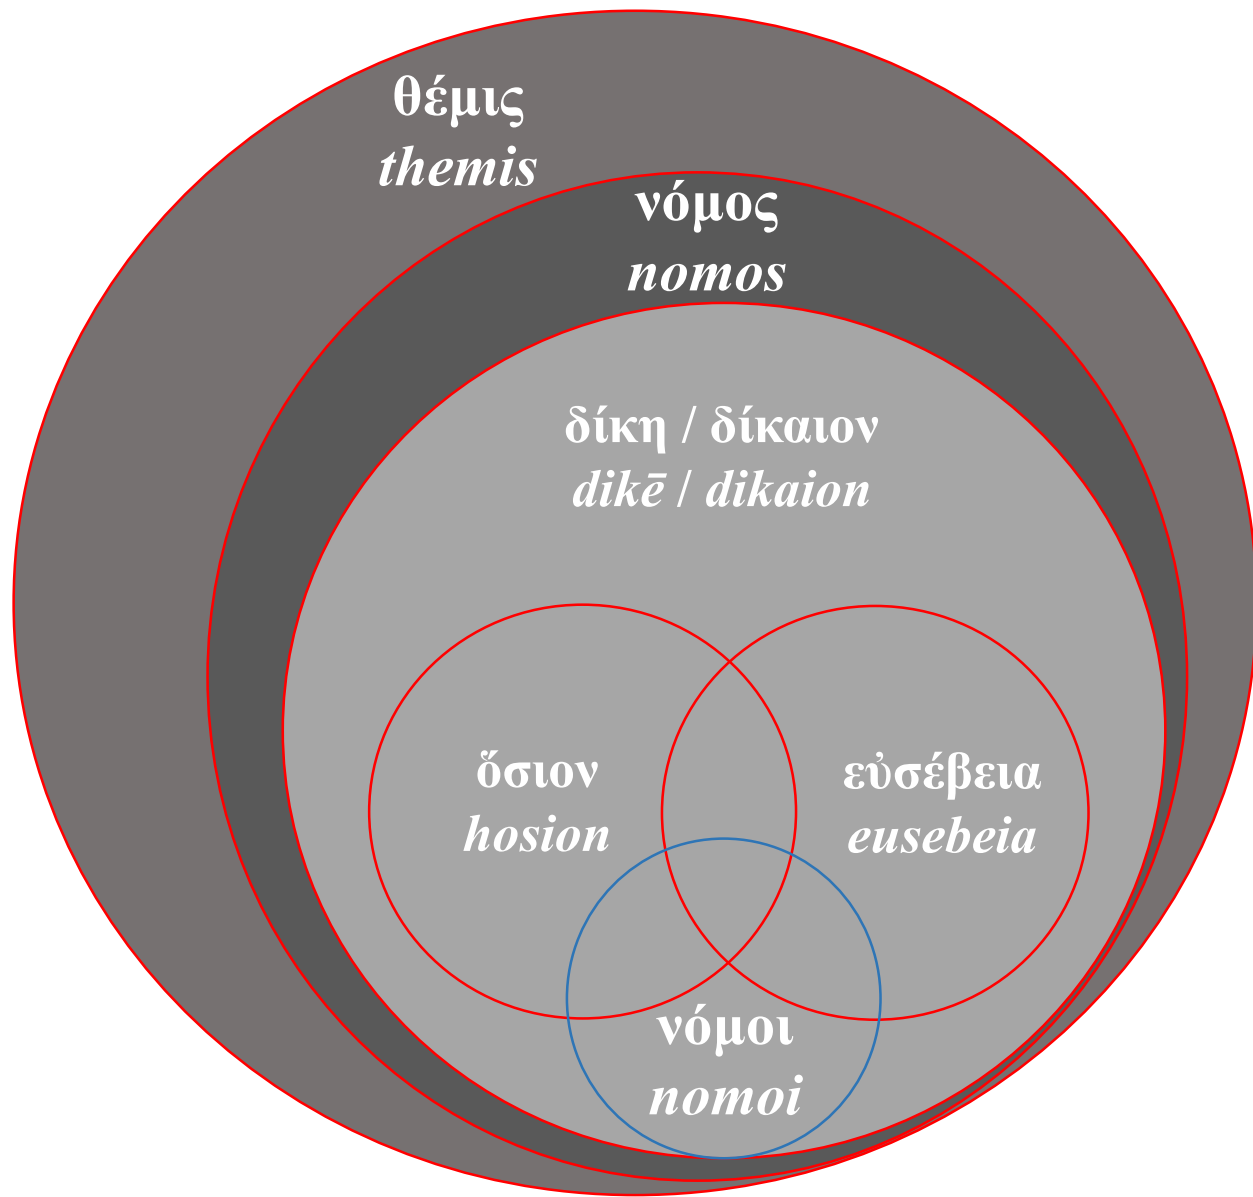 θέμις
themis
νόμος
nomos
δίκη / δίκαιον
dikē / dikaion
ὅσιον
hosion
εὐσέβεια
eusebeia
νόμοι
nomoi